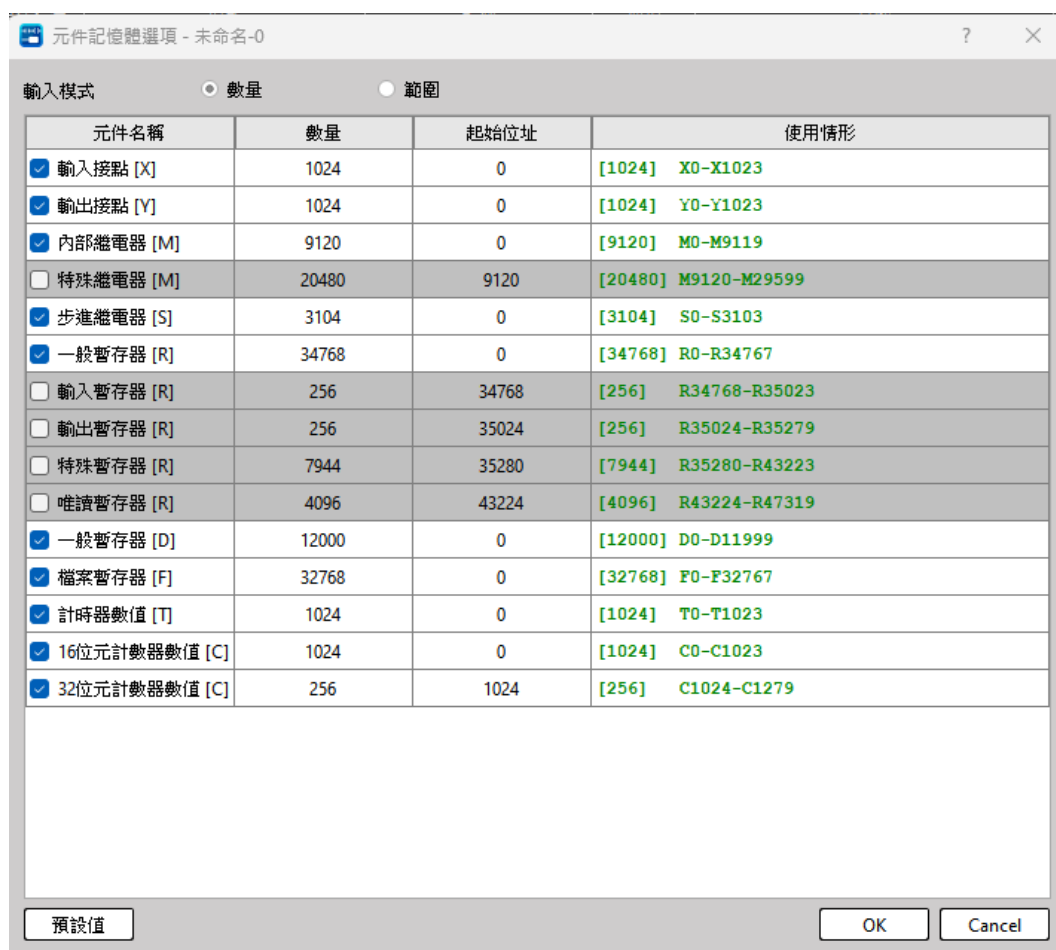 元件記憶體選項 - 未命名-0 ?
輸入模式 數量 範圍
元件名稱 數量 起始位址 使用情形
輸入接點 [X] 1024 0 [1024] X0-X1023
輸出接點 [Y] 1024 0 [1024] Y0-Y1023
內部繼電器 [M] 9120 0 [9120] M0-M9119
特殊繼電器 [M] 20480 9120 [20480] M9120-M29599
步進繼電器 [S] 3104 0 [3104] S0-S3103
一般暫存器 [R] 34768 0 [34768] R0-R34767
輸入暫存器 [R] 256 34768 [256] R34768-R35023
輸出暫存器 [R] 256 35024 [256] R35024-R35279
特殊暫存器 [R] 7944 35280 [7944] R35280-R43223
唯讀暫存器 [R] 4096 43224 [4096] R43224-R47319
一般暫存器 [D] 12000 0 [12000] D0-D11999
檔案暫存器 [F] 32768 0 [32768] F0-F32767
計時器數值 [T] 1024 0 [1024] T0-T1023
16位元計數器數值 [C] 1024 0 [1024] C0-C1023
32位元計數器數值 [C] 256 1024 [256] C1024-C1279
預設值 OK Cancel